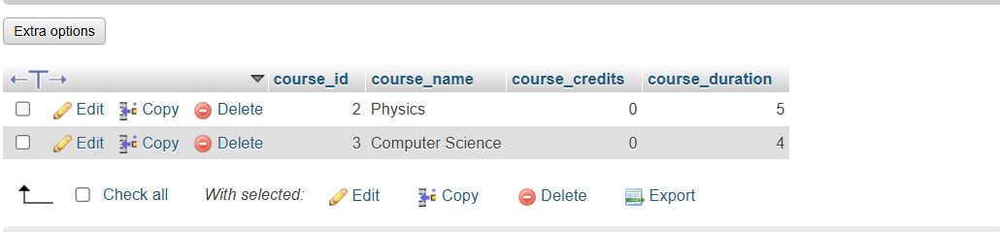 Extra options
course_id course_name course_credits course_duration
Edit Copy Delete 2 Physics 0 5
Edit Copy Delete 3 Computer Science 0 4
Check all With selected: Edit Copy Delete Export